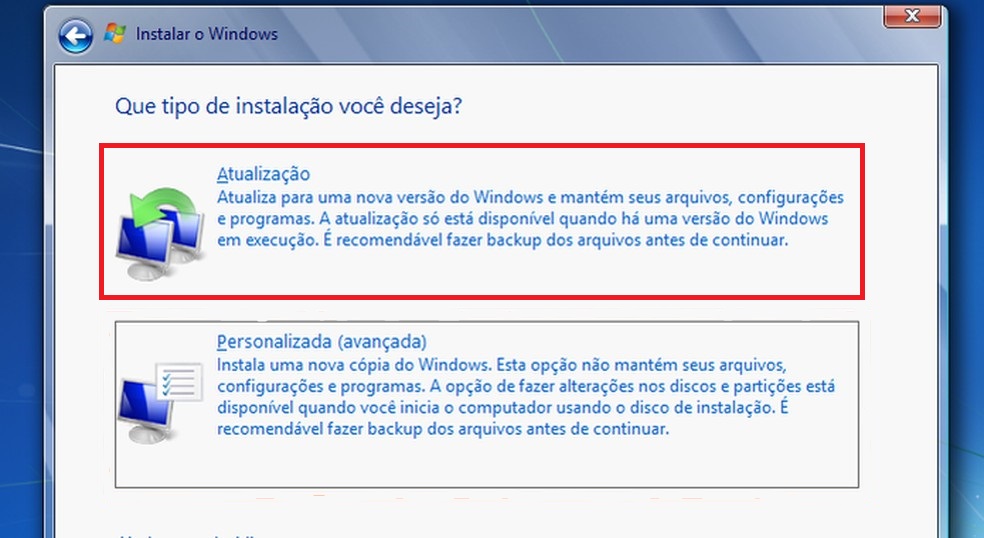 Instalar o Windows
Que tipo de instalação você deseja?
Atualização
Atualiza para uma nova versão do Windows e mantém seus arquivos, configurações
e programas. A atualização só está disponível quando há uma versão do Windows
em execução. É recomendável fazer backup dos arquivos antes de continuar.
Personalizada (avançada)
Instala uma nova cópia do Windows. Esta opção não mantém seus arquivos,
configurações e programas. A opção de fazer alterações nos discos e partições está
disponível quando você inicia o computador usando o disco de instalação. É
recomendável fazer backup dos arquivos antes de continuar.